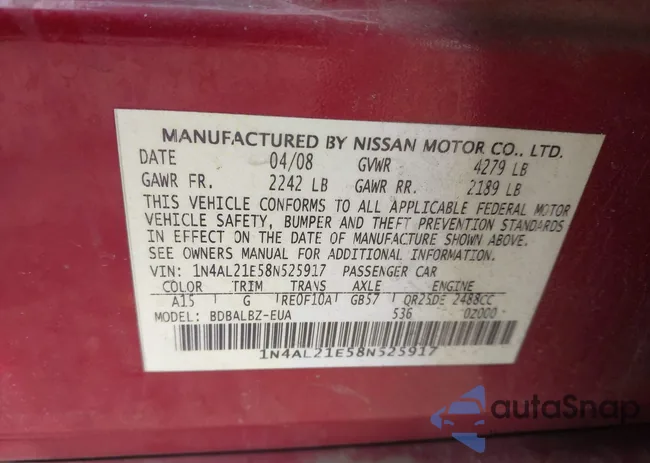 MANUFACTURED BY NISSAN MOTOR CO., LTD.
DATE 04/08 GVWR 4279 LB
GAWR FR. 2242 LB GAWR RR. 2189 LB
THIS VEHICLE CONFORMS TO ALL APPLICABLE FEDERAL MOTOR
VEHICLE SAFETY, BUMPER AND THEFT PREVENTION STANDARDS
IN EFFECT ON THE DATE OF MANUFACTURE SHOWN ABOVE.
SEE OWNERS MANUAL FOR ADDITIONAL INFORMATION.
VIN: 1N4AL21E58N525917 PASSENGER CAR
COLOR TRIM TRANS AXLE ENGINE
A15 G RE0F10A GB57 QR25DE 2488CC
MODEL: BDBALBZ-EUA 536 0Z000
1N4AL21E58N525917
autoSnap